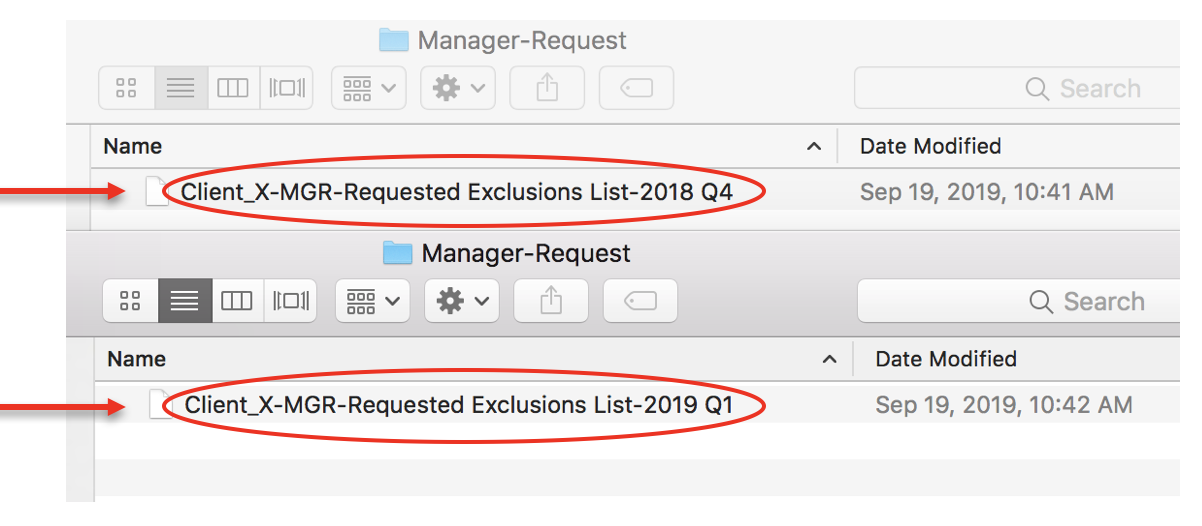 Manager-Request
Search
Name Date Modified
Client_X-MGR-Requested Exclusions List-2018 Q4 Sep 19, 2019, 10:41 AM
Manager-Request
Search
Name Date Modified
Client_X-MGR-Requested Exclusions List-2019 Q1 Sep 19, 2019, 10:42 AM